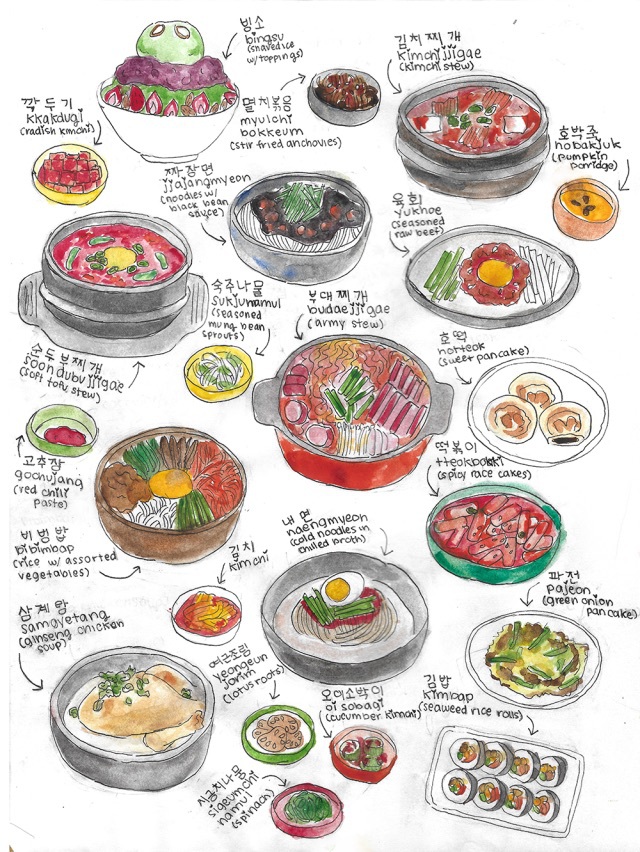 빙소
bingsu
(shaved ice
w/toppings)
김치찌개
kimchijjigae
(kimchi stew)
깍두기
kkakdugi
(radish kimchi)
멸치볶음
myulchi
bokkeum
(stir fried anchovies)
호박죽
hobakjuk
(pumpkin
porridge)
짜장면
jjajangmyeon
(noodles w/
black bean
sauce)
육회
yukhoe
(seasoned
raw beef)
숙주나물
sukjunamul
(seasoned
mung bean
sprouts)
부대찌개
budaejjigae
(army stew)
호떡
hotteok
(sweet pancake)
순두부찌개
soondubujjigae
(soft tofu stew)
고추장
gochujang
(red chili
paste)
떡볶이
tteokbokki
(spicy rice cakes)
비빔밥
bibimbap
(rice w/ assorted
vegetables)
김치
kimchi
내면
naengmyeon
(cold noodles in
chilled broth)
파전
pajeon
(green onion
pancake)
삼계탕
samgyetang
(ginseng chicken
soup)
여근조림
yeongeun
jorim
(lotus roots)
오이소박이
oi sobagi
(cucumber kimchi)
김밥
kimbap
(seaweed rice rolls)
시금치나물
sigeumchi
namul
(spinach)